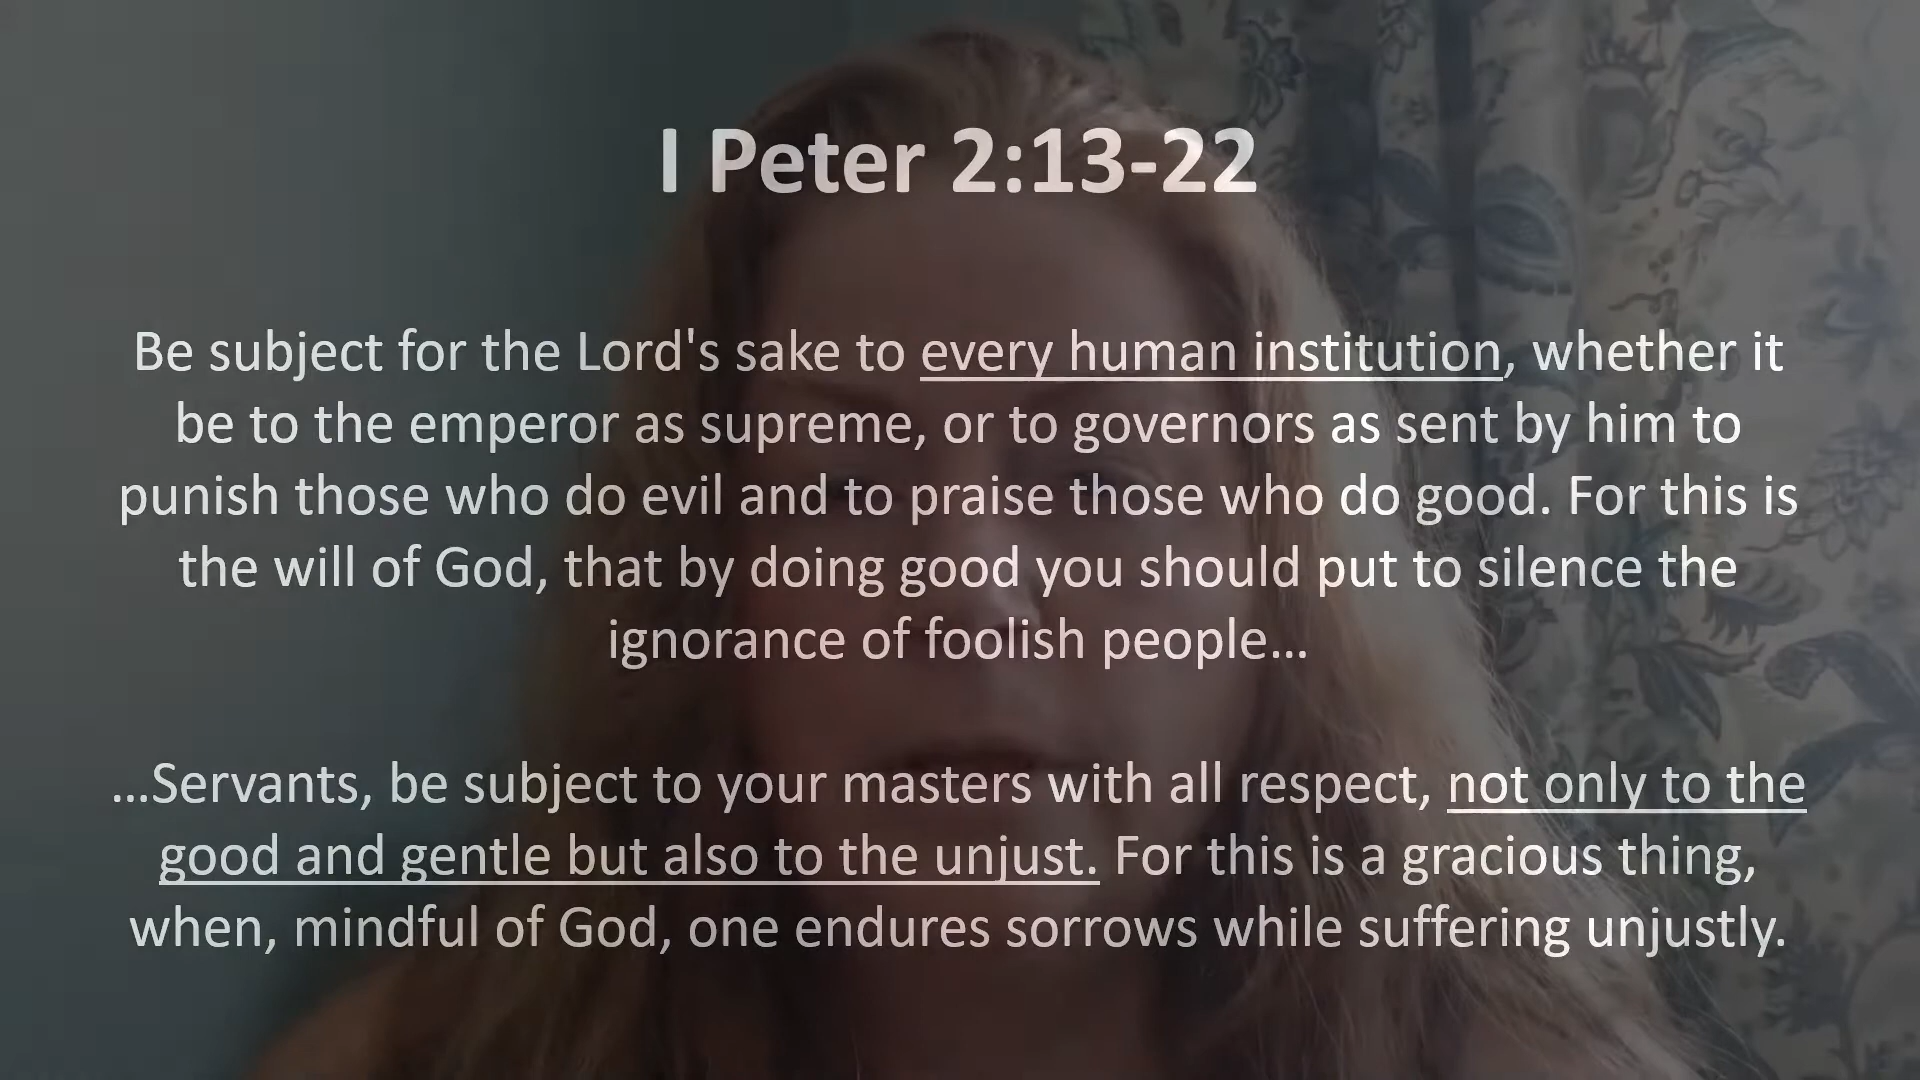 I Peter 2:13-22
Be subject for the Lord's sake to every human institution, whether it
be to the emperor as supreme, or to governors as sent by him to
punish those who do evil and to praise those who do good. For this is
the will of God, that by doing good you should put to silence the
ignorance of foolish people…
…Servants, be subject to your masters with all respect, not only to the
good and gentle but also to the unjust. For this is a gracious thing,
when, mindful of God, one endures sorrows while suffering unjustly.